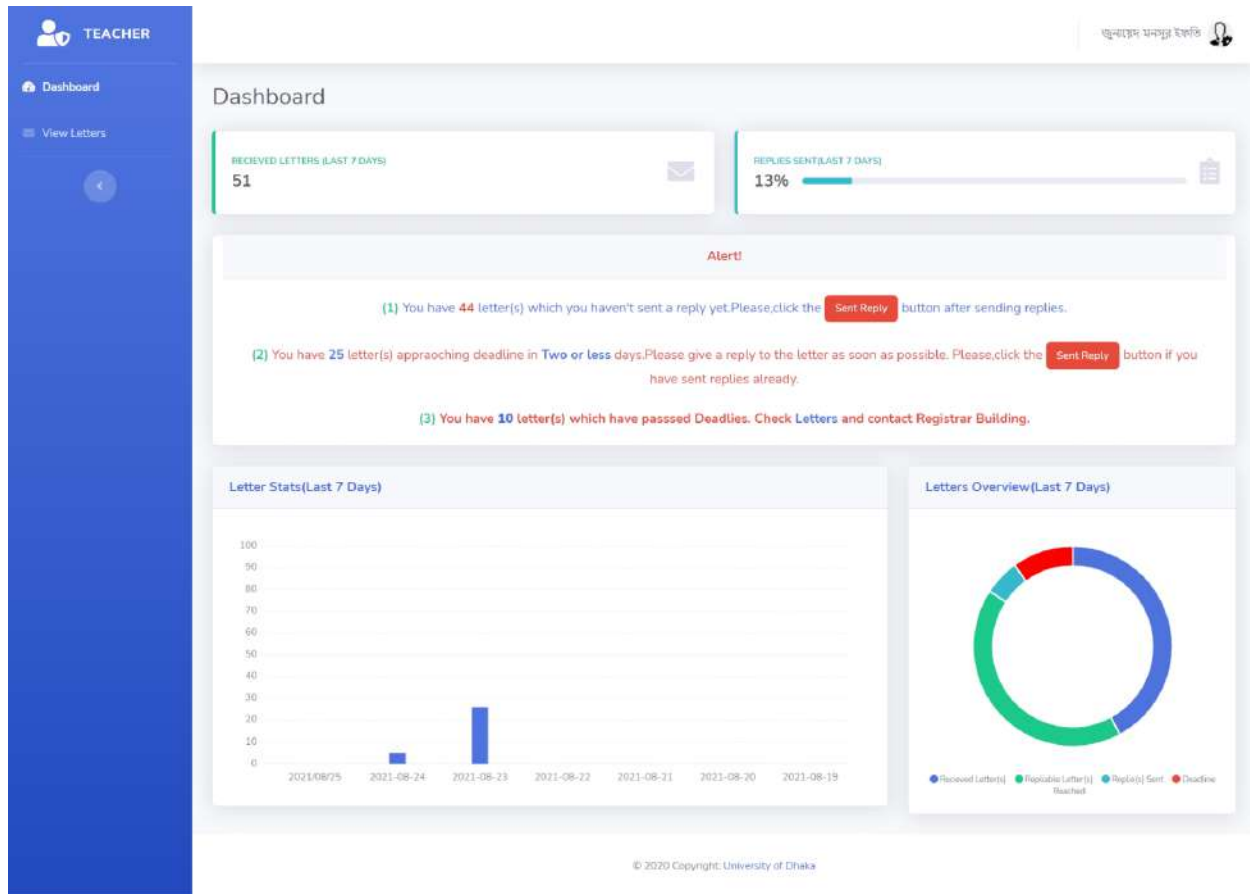 TEACHER
জুনায়েদ মনসুর ইফতি
Dashboard
View Letters
Dashboard
RECIEVED LETTERS (LAST 7 DAYS)
51
REPLIES SENT(LAST 7 DAYS)
13%
Alert!
(1) You have 44 letter(s) which you haven't sent a reply yet.Please,click the Sent Reply button after sending replies.
(2) You have 25 letter(s) appraoching deadline in Two or less days.Please give a reply to the letter as soon as possible. Please,click the Sent Reply button if you
have sent replies already.
(3) You have 10 letter(s) which have passsed Deadlies. Check Letters and contact Registrar Building.
Letter Stats(Last 7 Days)
100
90
80
70
60
50
40
30
20
10
0
2021/08/25 2021-08-24 2021-08-23 2021-08-22 2021-08-21 2021-08-20 2021-08-19
Letters Overview(Last 7 Days)
Recieved Letter(s) Repliable Letter(s) Replie(s) Sent Deadline
Reached
© 2020 Copyright: University of Dhaka